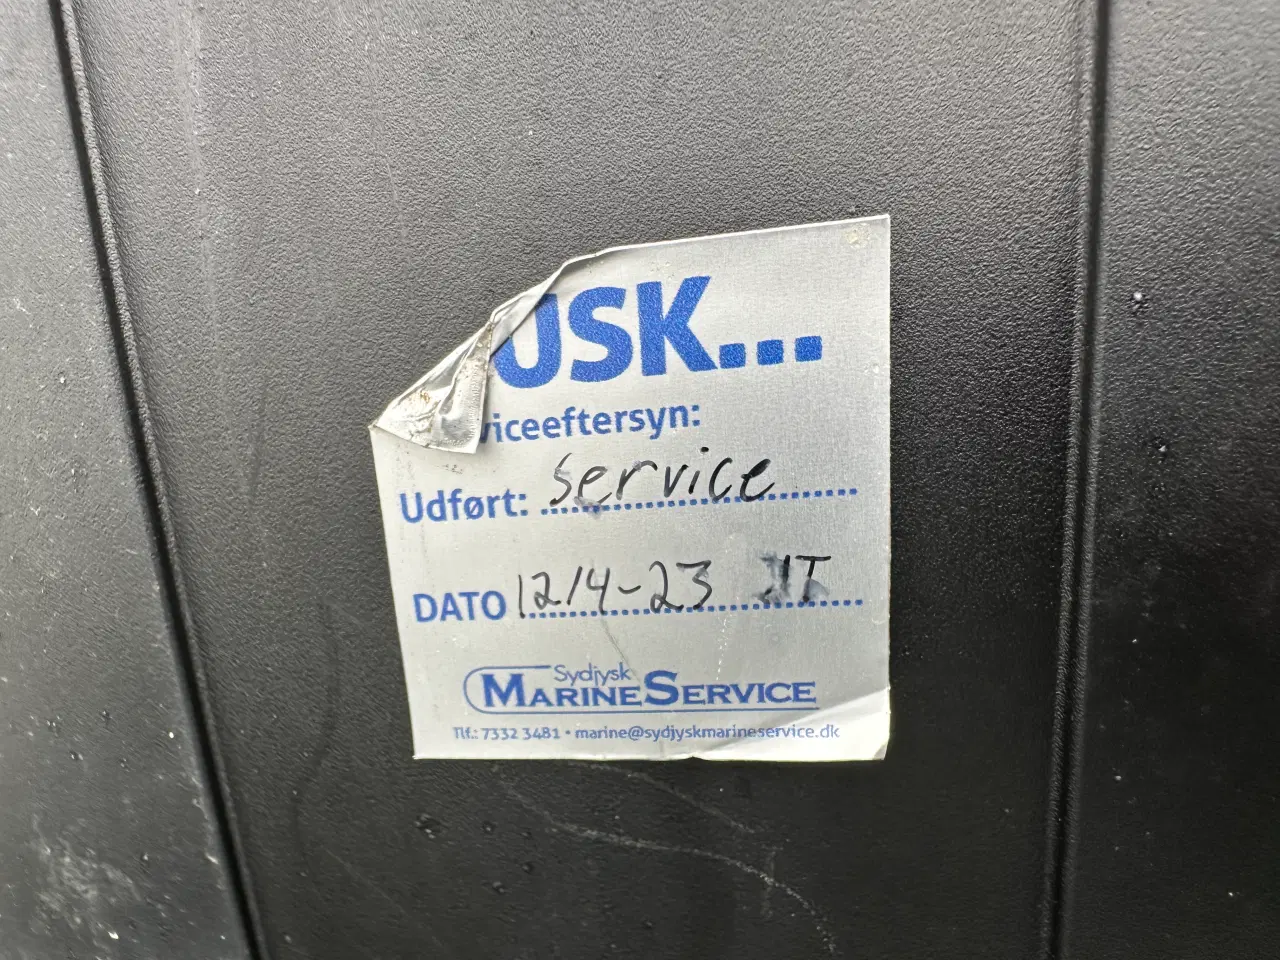 USK...
viceeftersyn:
Udført: Service
DATO 12/4-23 JT
Sydjysk
MARINESERVICE
Tlf.: 7332 3481 • marine@sydjyskmarineservice.dk